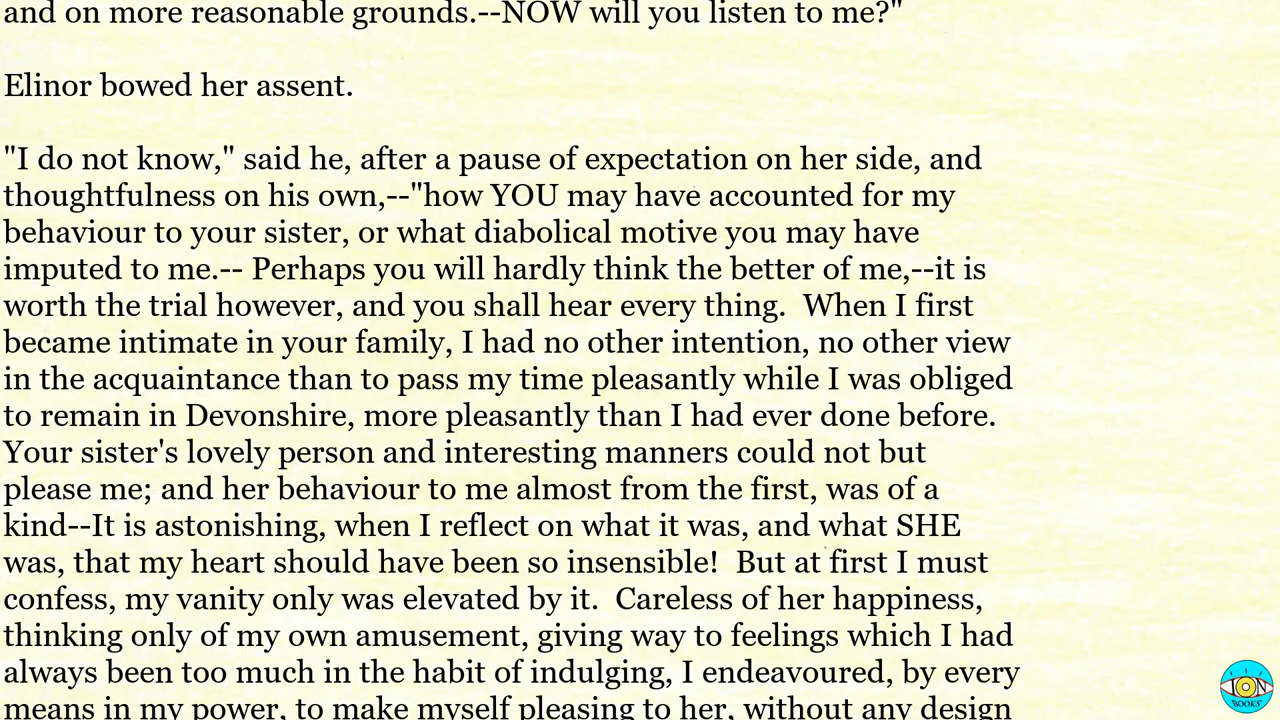 and on more reasonable grounds.--NOW will you listen to me?"
Elinor bowed her assent.
"I do not know," said he, after a pause of expectation on her side, and
thoughtfulness on his own,--"how YOU may have accounted for my
behaviour to your sister, or what diabolical motive you may have
imputed to me.-- Perhaps you will hardly think the better of me,--it is
worth the trial however, and you shall hear every thing.  When I first
became intimate in your family, I had no other intention, no other view
in the acquaintance than to pass my time pleasantly while I was obliged
to remain in Devonshire, more pleasantly than I had ever done before.
Your sister's lovely person and interesting manners could not but
please me; and her behaviour to me almost from the first, was of a
kind--It is astonishing, when I reflect on what it was, and what SHE
was, that my heart should have been so insensible!  But at first I must
confess, my vanity only was elevated by it.  Careless of her happiness,
thinking only of my own amusement, giving way to feelings which I had
always been too much in the habit of indulging, I endeavoured, by every
means in my power, to make myself pleasing to her, without any design
ION
BOOKS